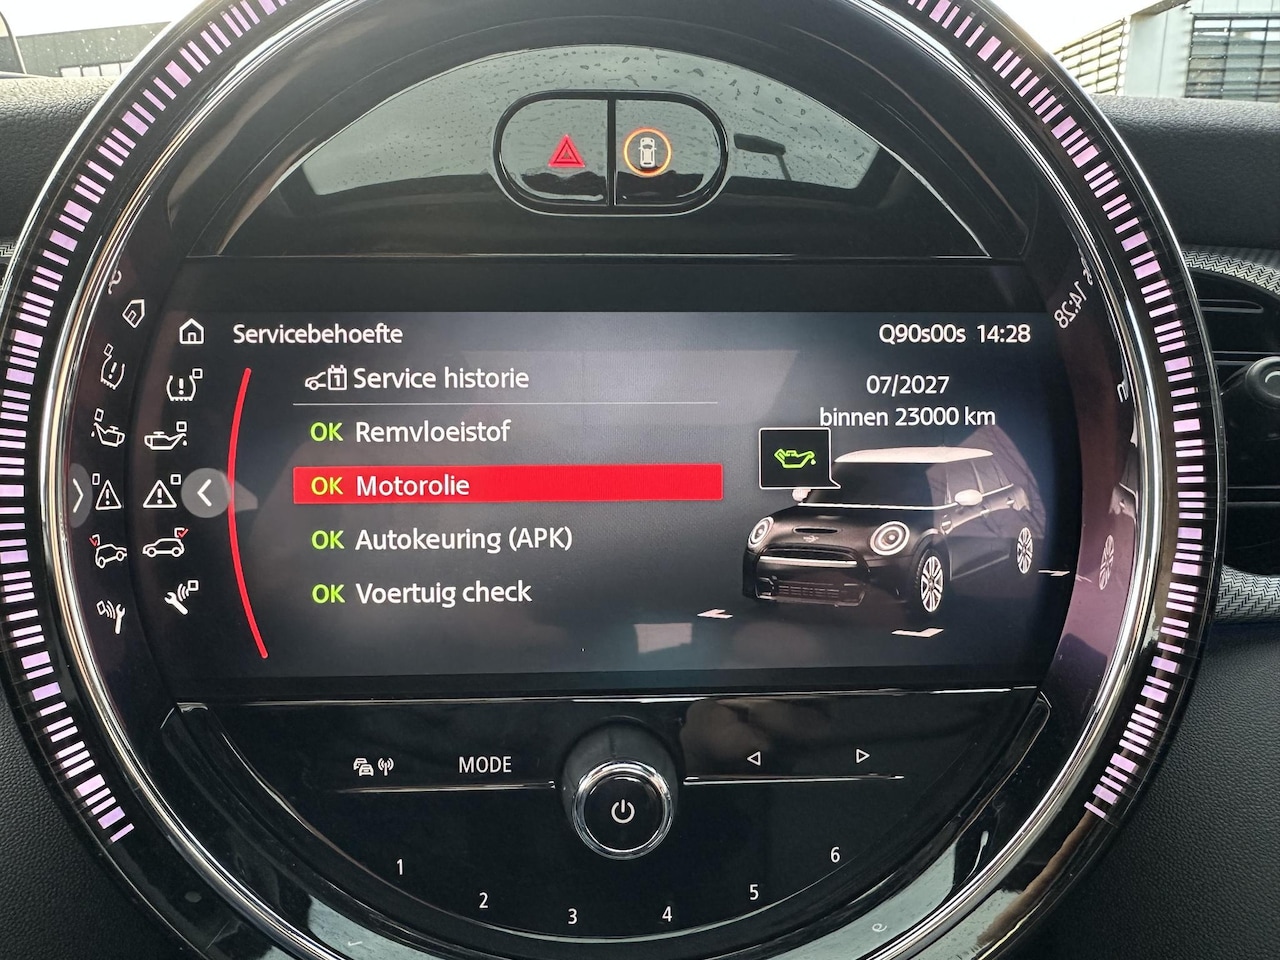 Servicebehoefte
Q90s00s 14:28
1 Service historie
07/2027
binnen 23000 km
OK Remvloeistof
OK Motorolie
OK Autokeuring (APK)
OK Voertuig check
MODE
1
2
3
4
5
6